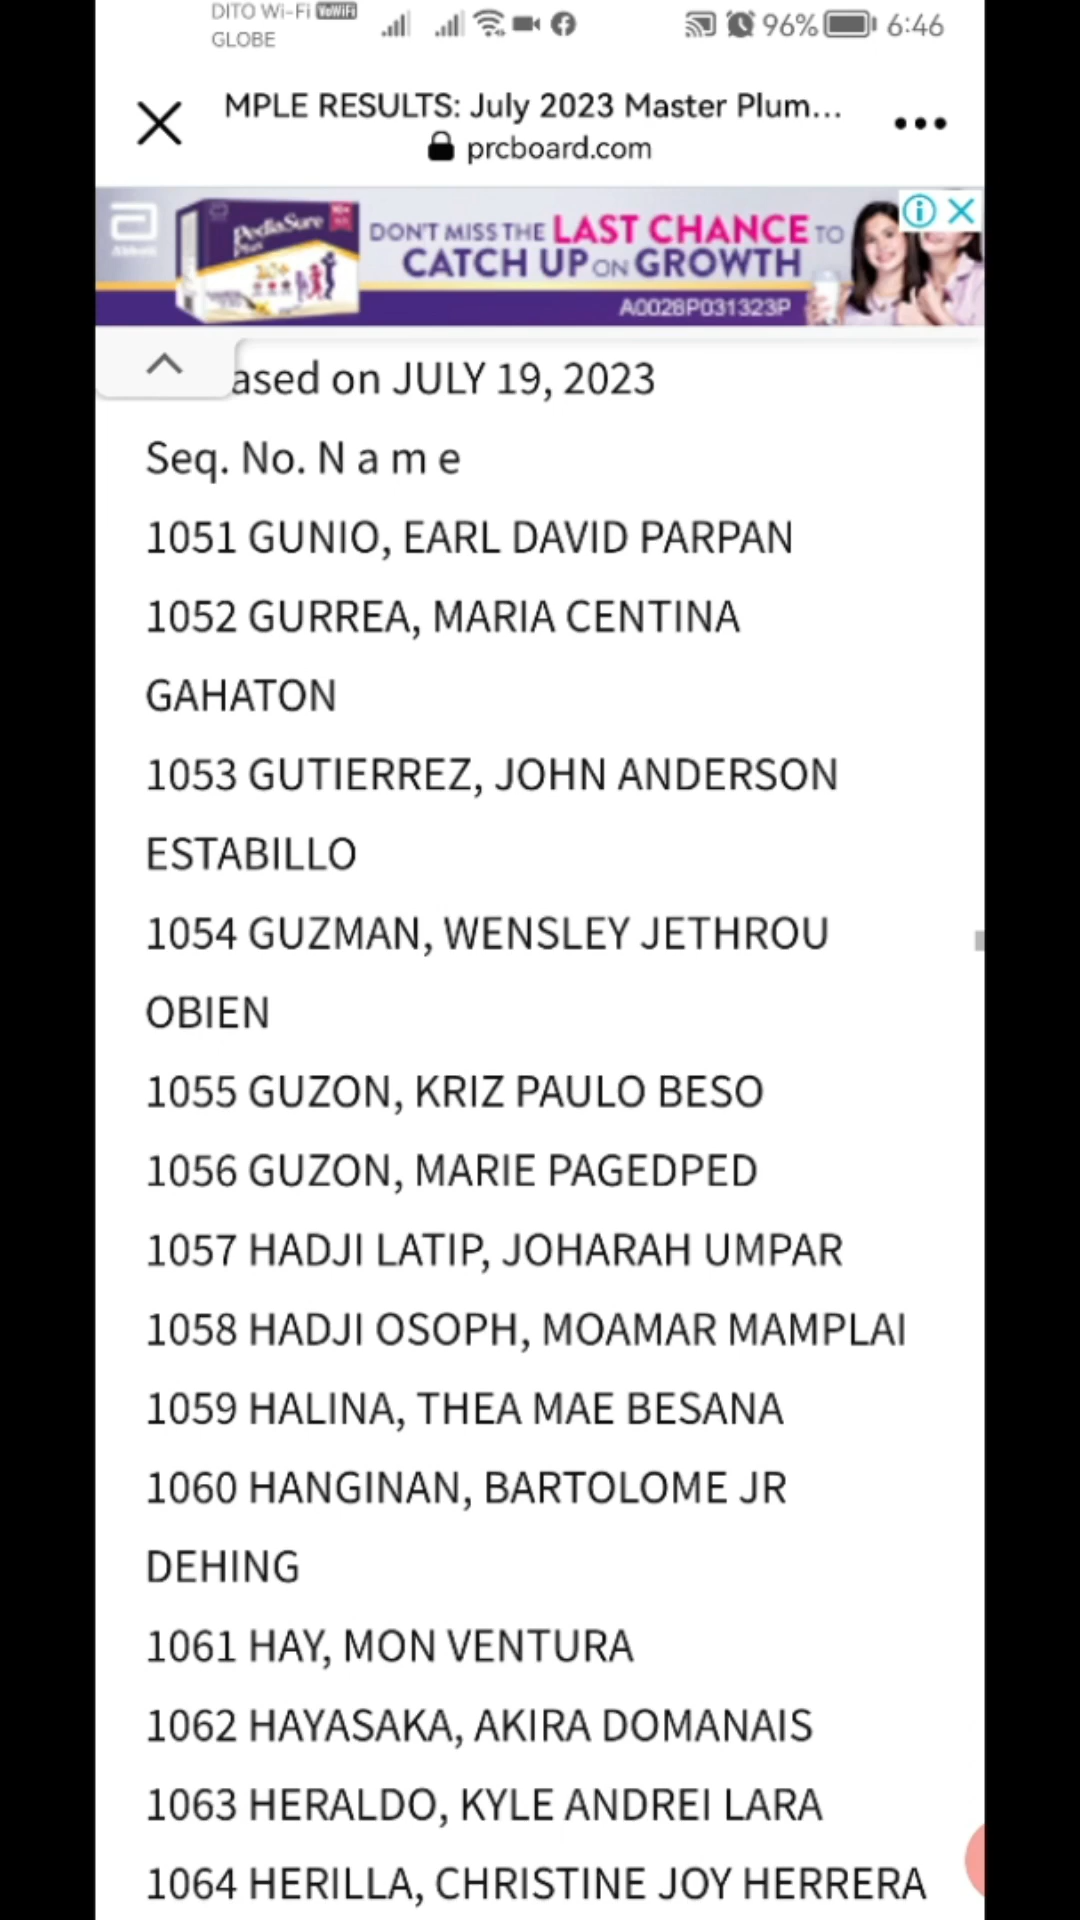 DITO Wi-Fi VoWiFi
GLOBE
96% 6:46
MPLE RESULTS: July 2023 Master Plum...
prcboard.com
Abbott
PediaSure
Plus
10+
DON'T MISS THE LAST CHANCE TO
CATCH UP ON GROWTH
A0028P031323P
ased on JULY 19, 2023
Seq. No. N a m e
1051 GUNIO, EARL DAVID PARPAN
1052 GURREA, MARIA CENTINA
GAHATON
1053 GUTIERREZ, JOHN ANDERSON
ESTABILLO
1054 GUZMAN, WENSLEY JETHROU
OBIEN
1055 GUZON, KRIZ PAULO BESO
1056 GUZON, MARIE PAGEDPED
1057 HADJI LATIP, JOHARAH UMPAR
1058 HADJI OSOPH, MOAMAR MAMPLAI
1059 HALINA, THEA MAE BESANA
1060 HANGINAN, BARTOLOME JR
DEHING
1061 HAY, MON VENTURA
1062 HAYASAKA, AKIRA DOMANAIS
1063 HERALDO, KYLE ANDREI LARA
1064 HERILLA, CHRISTINE JOY HERRERA